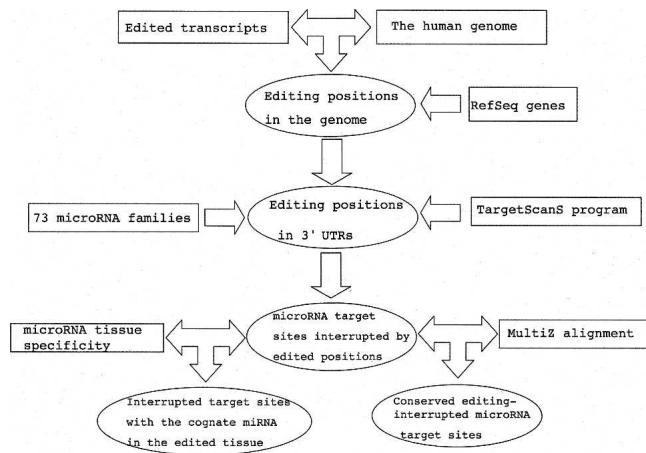 Edited transcripts
The human genome
Editing positions
in the genome
RefSeq genes
73 microRNA families
Editing positions
in 3' UTRs
TargetScanS program
microRNA tissue
specificity
microRNA target
sites interrupted by
edited positions
MultiZ alignment
Interrupted target sites
with the cognate miRNA
in the edited tissue
Conserved editing-
interrupted microRNA
target sites